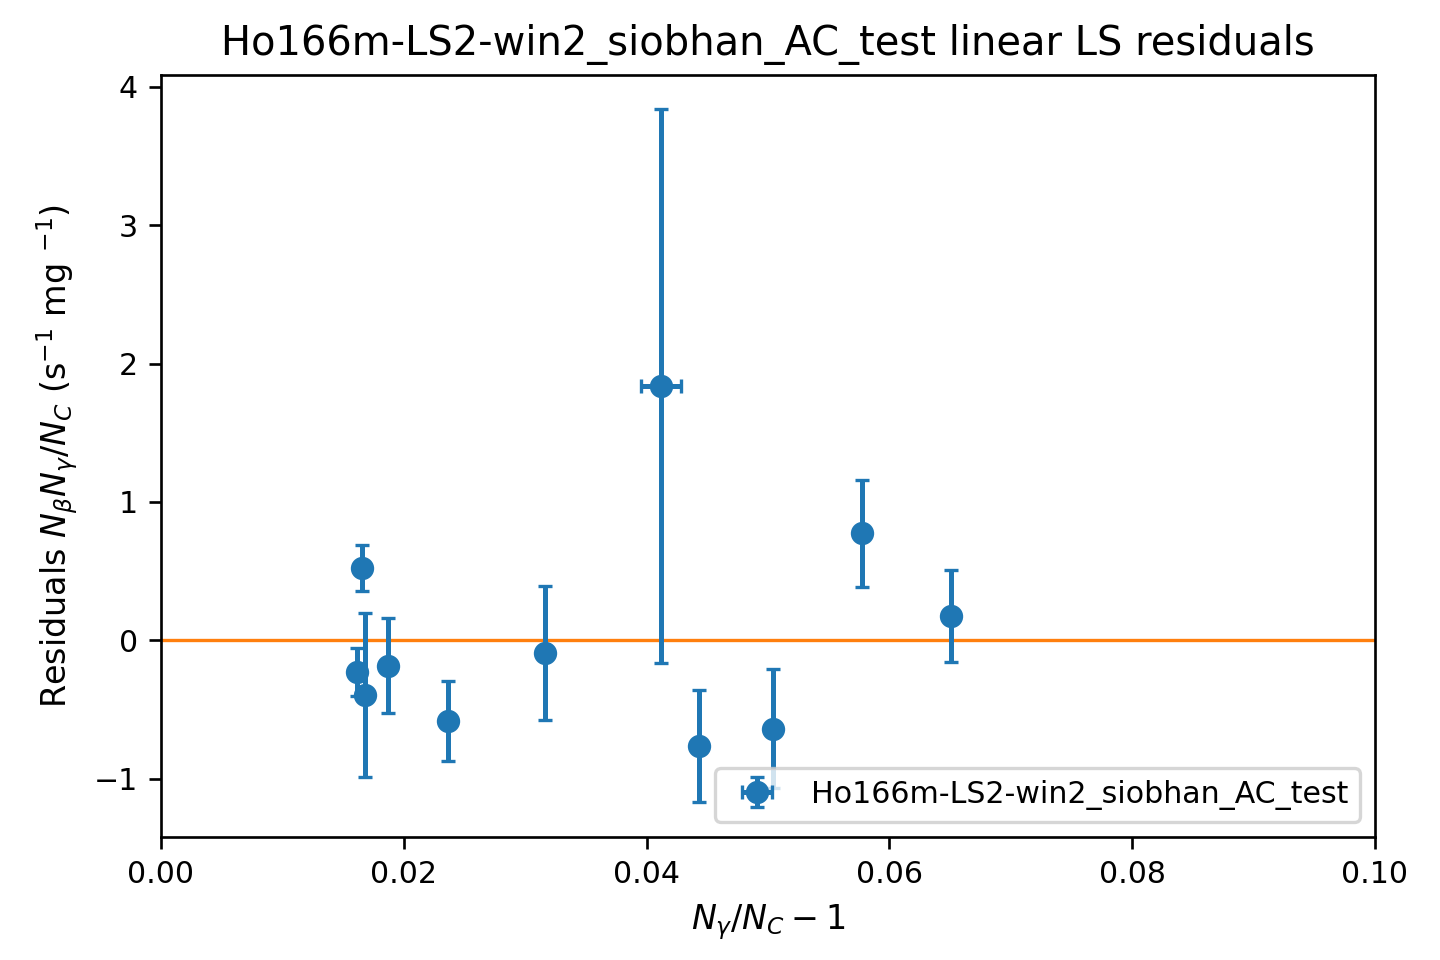 Ho166m-LS2-win2_siobhan_AC_test linear LS residuals
Residuals NβNγ/NC (s⁻¹ mg ⁻¹)
4
3
2
1
0
−1
Ho166m-LS2-win2_siobhan_AC_test
0.00 0.02 0.04 0.06 0.08 0.10
Nγ/NC − 1